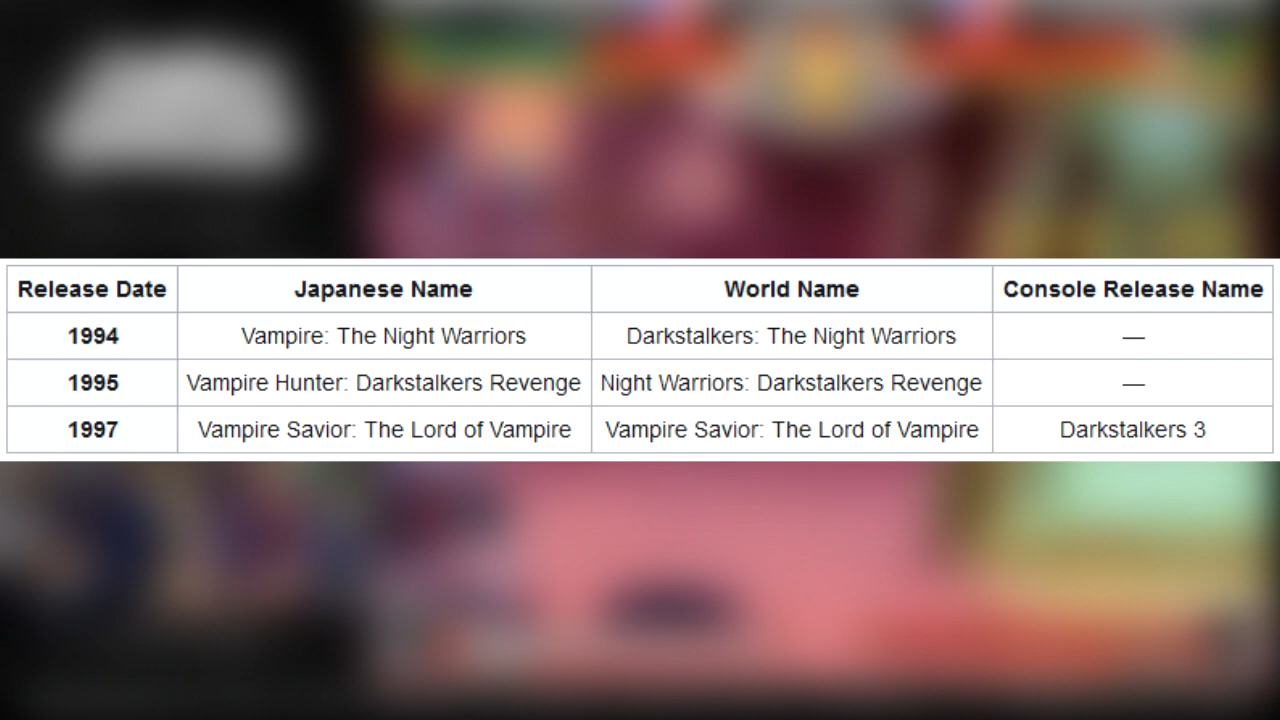 Release Date Japanese Name World Name Console Release Name
1994 Vampire: The Night Warriors Darkstalkers: The Night Warriors —
1995 Vampire Hunter: Darkstalkers Revenge Night Warriors: Darkstalkers Revenge —
1997 Vampire Savior: The Lord of Vampire Vampire Savior: The Lord of Vampire Darkstalkers 3